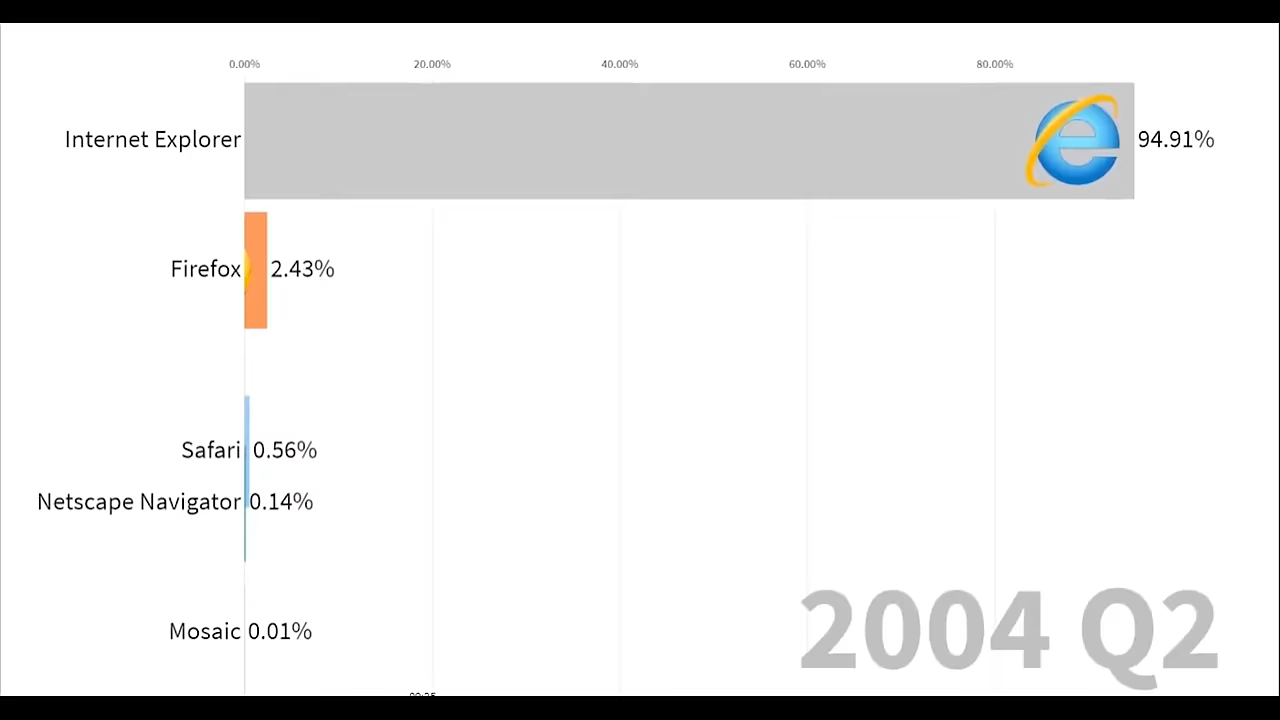 0.00% 20.00% 40.00% 60.00% 80.00%
Internet Explorer 94.91%
Firefox 2.43%
Safari 0.56%
Netscape Navigator 0.14%
Mosaic 0.01%
2004 Q2